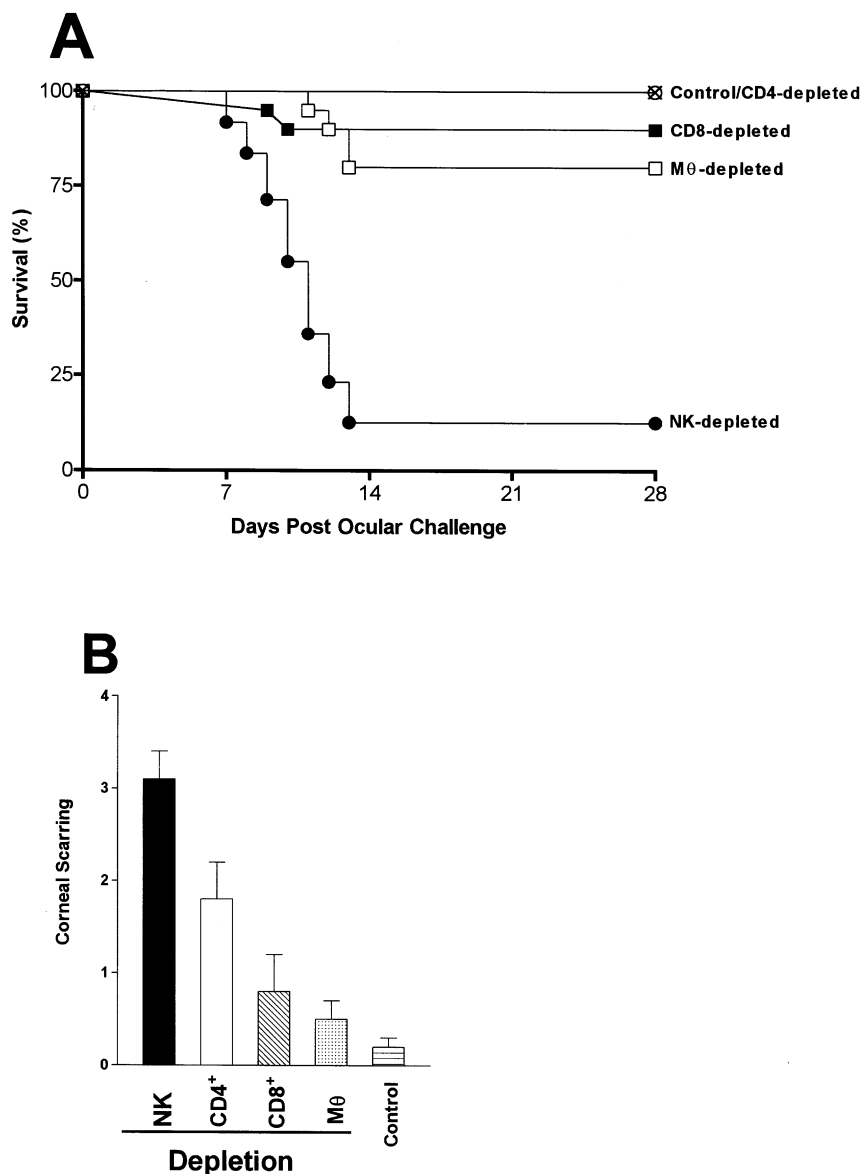 A
100
75
50
25
0
Survival (%)
Control/CD4-depleted
CD8-depleted
Mθ-depleted
NK-depleted
0 7 14 21 28
Days Post Ocular Challenge
B
4
3
2
1
0
Corneal Scarring
NK CD4⁺ CD8⁺ Mθ Control
Depletion